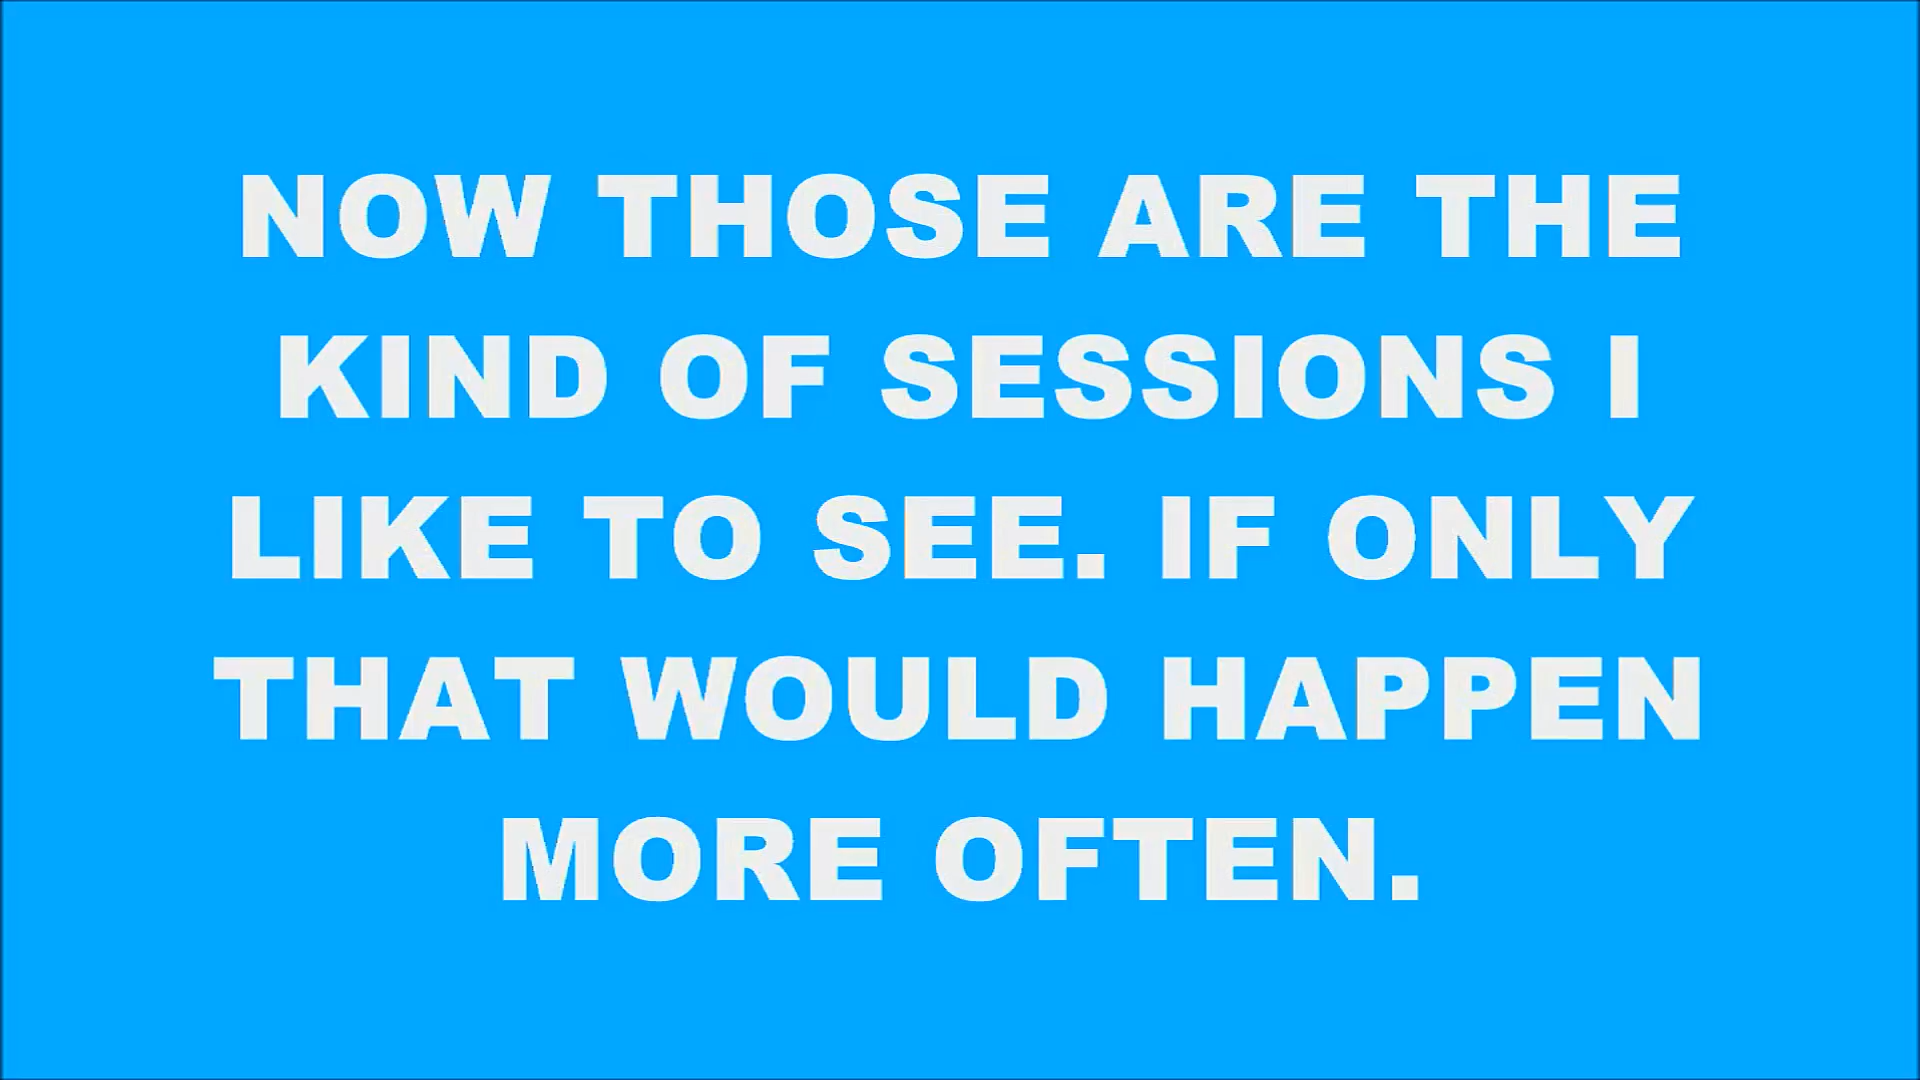 NOW THOSE ARE THE
KIND OF SESSIONS I
LIKE TO SEE. IF ONLY
THAT WOULD HAPPEN
MORE OFTEN.